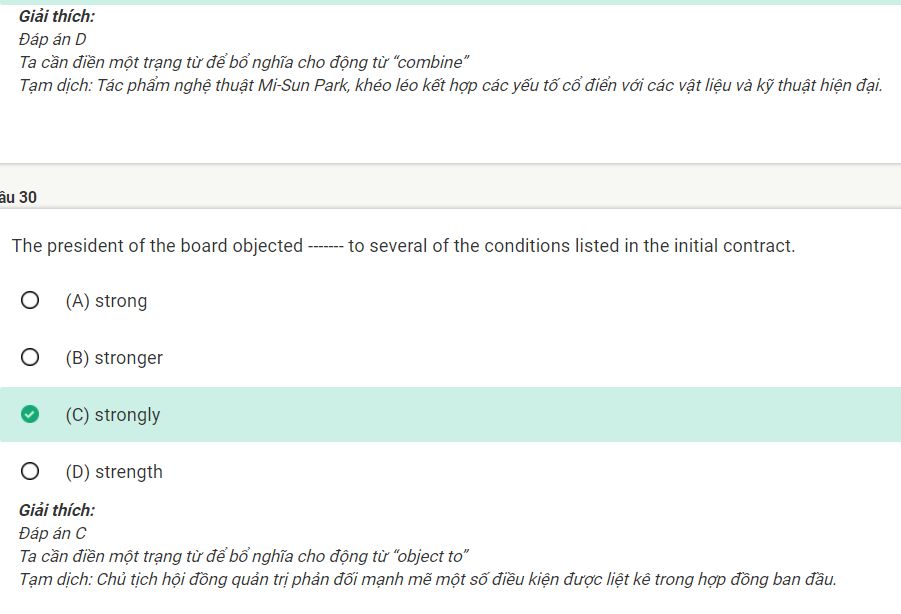 Giải thích:
Đáp án D
Ta cần điền một trạng từ để bổ nghĩa cho động từ “combine”
Tạm dịch: Tác phẩm nghệ thuật Mi-Sun Park, khéo léo kết hợp các yếu tố cổ điển với các vật liệu và kỹ thuật hiện đại.
âu 30
The president of the board objected ------- to several of the conditions listed in the initial contract.
(A) strong
(B) stronger
(C) strongly
(D) strength
Giải thích:
Đáp án C
Ta cần điền một trạng từ để bổ nghĩa cho động từ “object to”
Tạm dịch: Chủ tịch hội đồng quản trị phản đối mạnh mẽ một số điều kiện được liệt kê trong hợp đồng ban đầu.